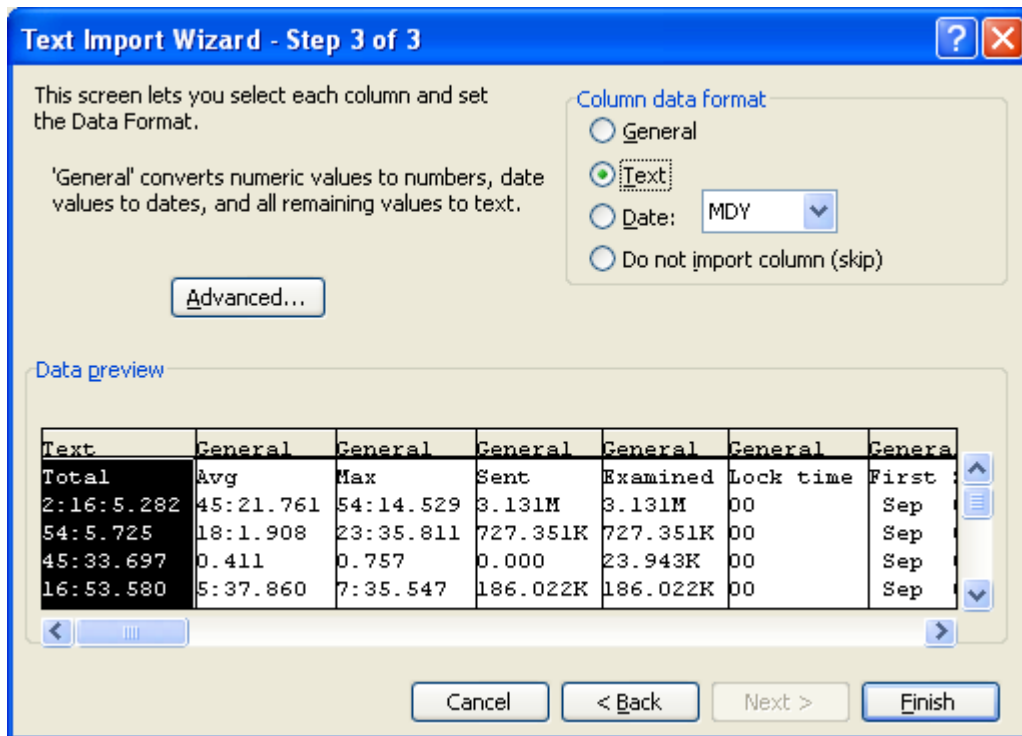 Text Import Wizard - Step 3 of 3
This screen lets you select each column and set
the Data Format.
'General' converts numeric values to numbers, date
values to dates, and all remaining values to text.
Advanced...
Column data format
General
Text
Date: MDY
Do not import column (skip)
Data preview
Text General General General General General Genera
Total Avg Max Sent Examined Lock time First
2:16:5.282 45:21.761 54:14.529 3.131M 3.131M 00 Sep
54:5.725 18:1.908 23:35.811 727.351K 727.351K 00 Sep
45:33.697 0.411 0.757 0.000 23.943K 00 Sep
16:53.580 5:37.860 7:35.547 186.022K 186.022K 00 Sep
Cancel < Back Next > Finish